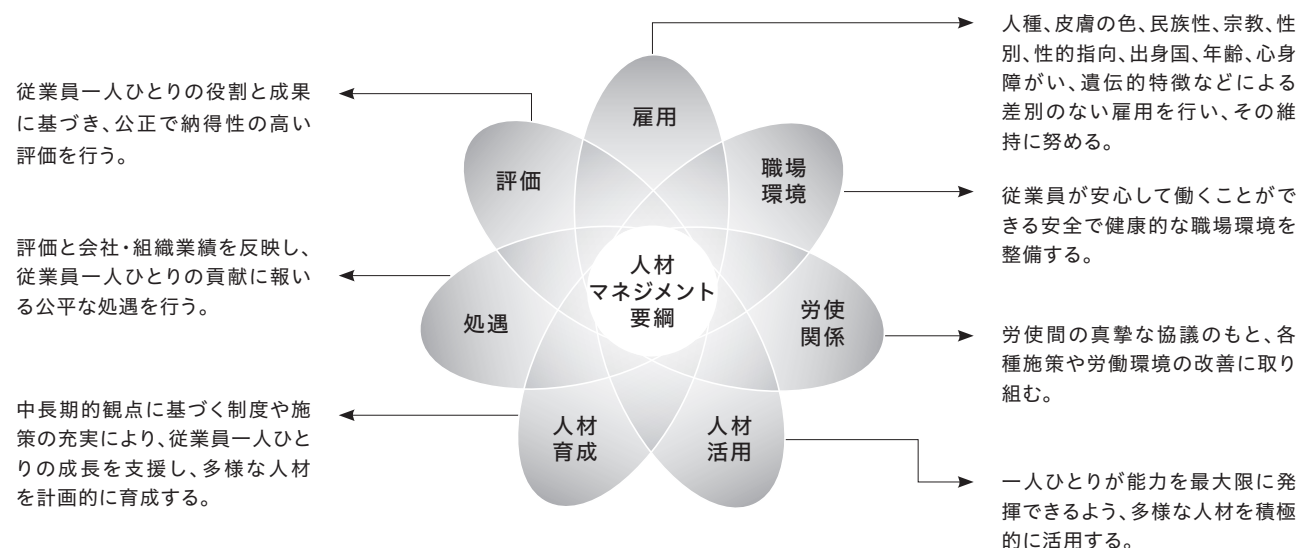 人種、皮膚の色、民族性、宗教、性
別、性的指向、出身国、年齢、心身
障がい、遺伝的特徴などによる
差別のない雇用を行い、その維
持に努める。
従業員一人ひとりの役割と成果
に基づき、公正で納得性の高い
評価を行う。
雇用
評価
職場
環境
従業員が安心して働くことがで
きる安全で健康的な職場環境を
整備する。
評価と会社・組織業績を反映し、
従業員一人ひとりの貢献に報い
る公平な処遇を行う。
人材
マネジメント
要綱
処遇
労使
関係
労使間の真摯な協議のもと、各
種施策や労働環境の改善に取り
組む。
中長期的観点に基づく制度や施
策の充実により、従業員一人ひと
りの成長を支援し、多様な人材
を計画的に育成する。
人材
育成
人材
活用
一人ひとりが能力を最大限に発
揮できるよう、多様な人材を積極
的に活用する。